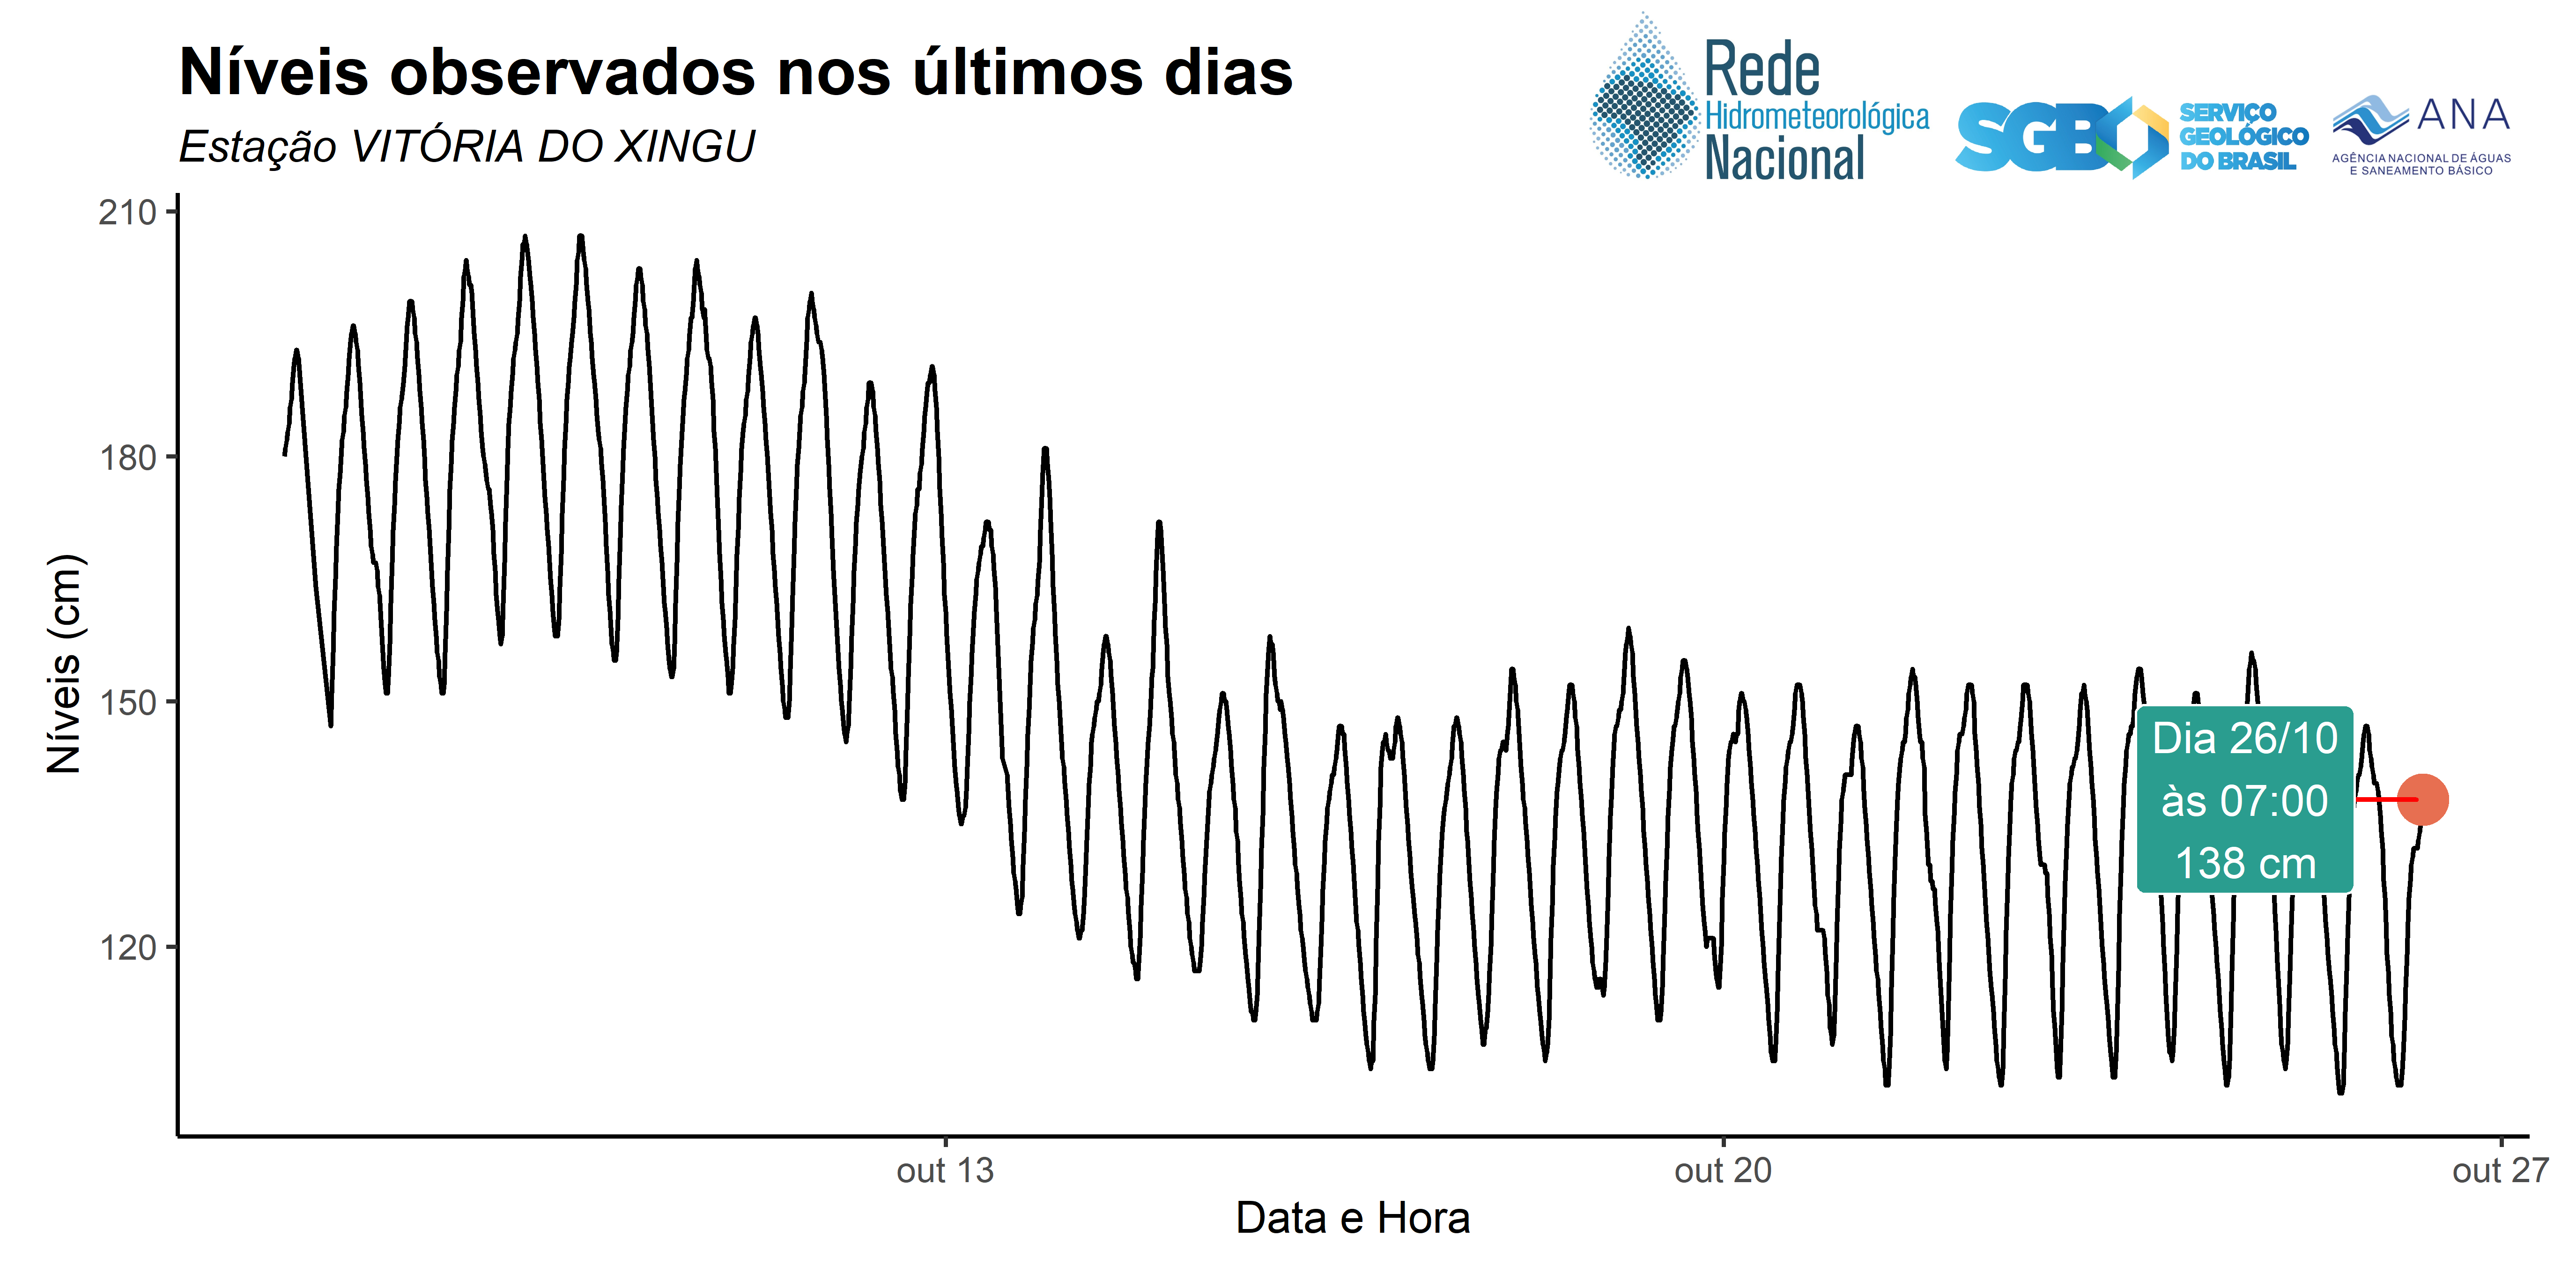 Níveis observados nos últimos dias
Estação VITÓRIA DO XINGU
Rede
Hidrometeorológica
Nacional
SGB
SERVIÇO
GEOLÓGICO
DO BRASIL
ANA
AGÊNCIA NACIONAL DE ÁGUAS
E SANEAMENTO BÁSICO
Níveis (cm)
210
180
150
120
Dia 26/10
às 07:00
138 cm
out 13
out 20
out 27
Data e Hora